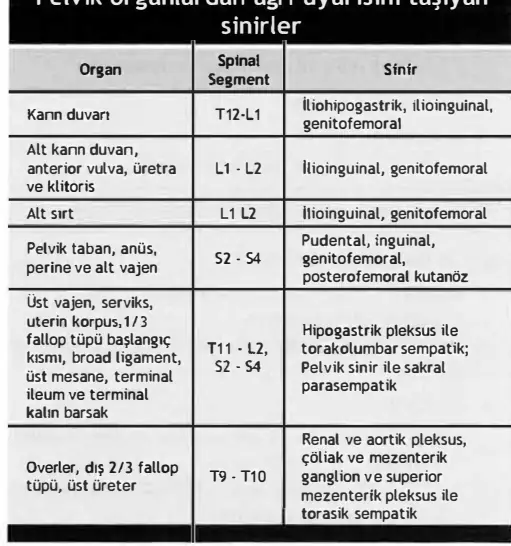 Pelvik organlardan ağrı uyarısını taşıyan
sinirler
Organ
Spinal
Segment
Sinir
Karın duvarı
T12-L1
İliohipogastrik, ilioinguinal,
genitofemoral
Alt karın duvarı,
anterior vulva, üretra
ve klitoris
L1 - L2
İlioinguinal, genitofemoral
Alt sırt
L1 L2
İlioinguinal, genitofemoral
Pelvik taban, anüs,
perine ve alt vajen
S2 - S4
Pudental, inguinal,
genitofemoral,
posterofemoral kutanöz
Üst vajen, serviks,
uterin korpus,1/3
fallop tüpü başlangıç
kısmı, broad ligament,
üst mesane, terminal
ileum ve terminal
kalın barsak
T11 - L2,
S2 - S4
Hipogastrik pleksus ile
torakolumbar sempatik;
Pelvik sinir ile sakral
parasempatik
Overler, dış 2/3 fallop
tüpü, üst üreter
T9 - T10
Renal ve aortik pleksus,
çöliak ve mezenterik
ganglion ve superior
mezenterik pleksus ile
torasik sempatik